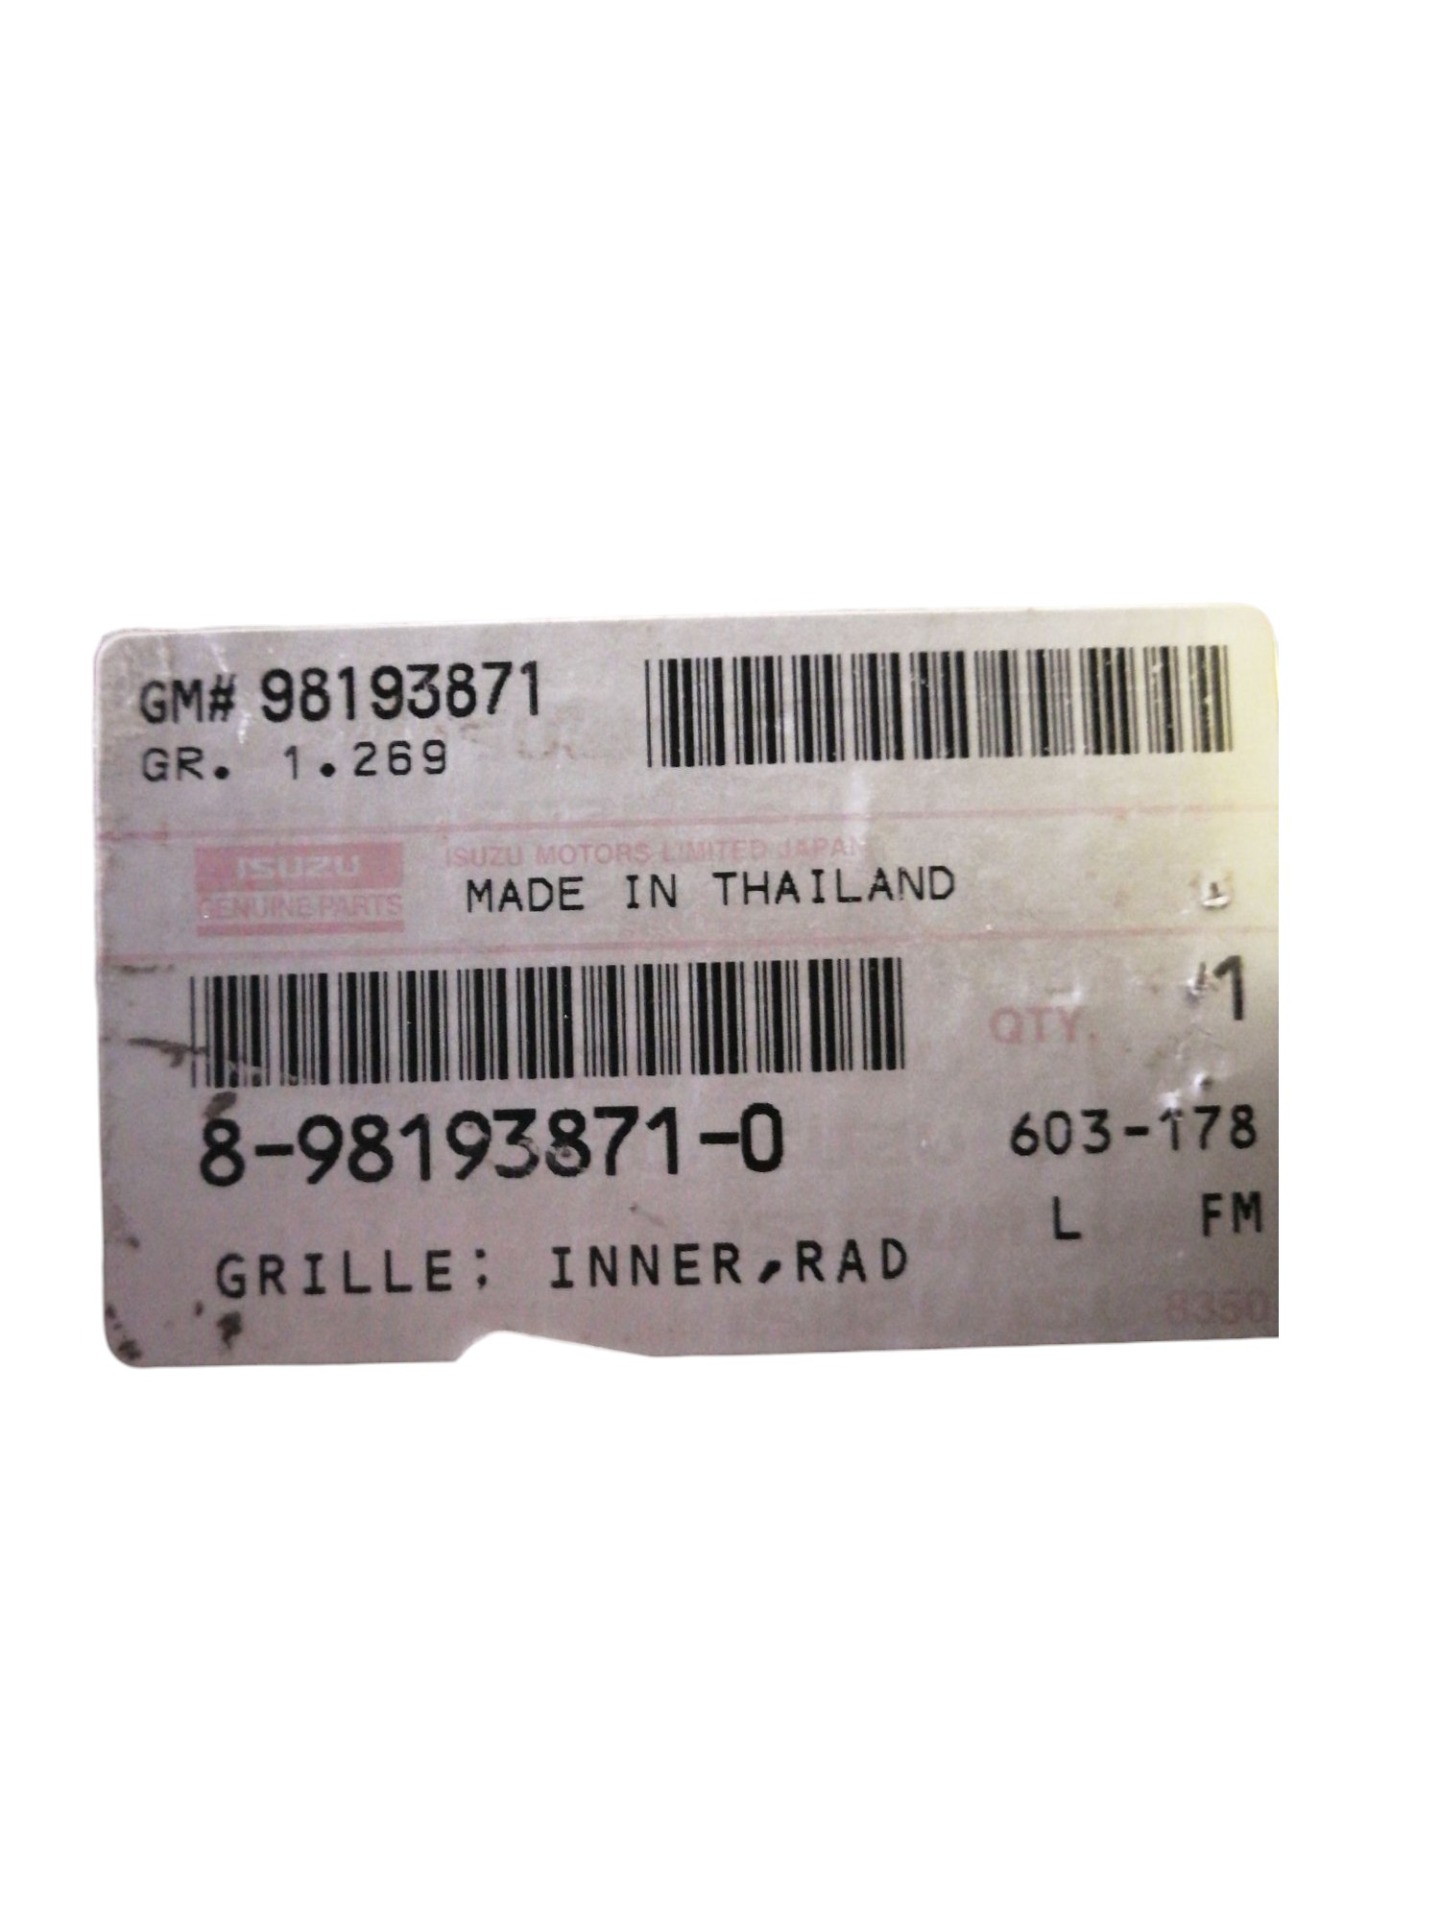 GM# 98193871
GR. 1.269
ISUZU
GENUINE PARTS
ISUZU MOTORS LIMITED JAPAN
MADE IN THAILAND
QTY. 1
8-98193871-0
603-178
L FM
GRILLE; INNER,RAD
8350